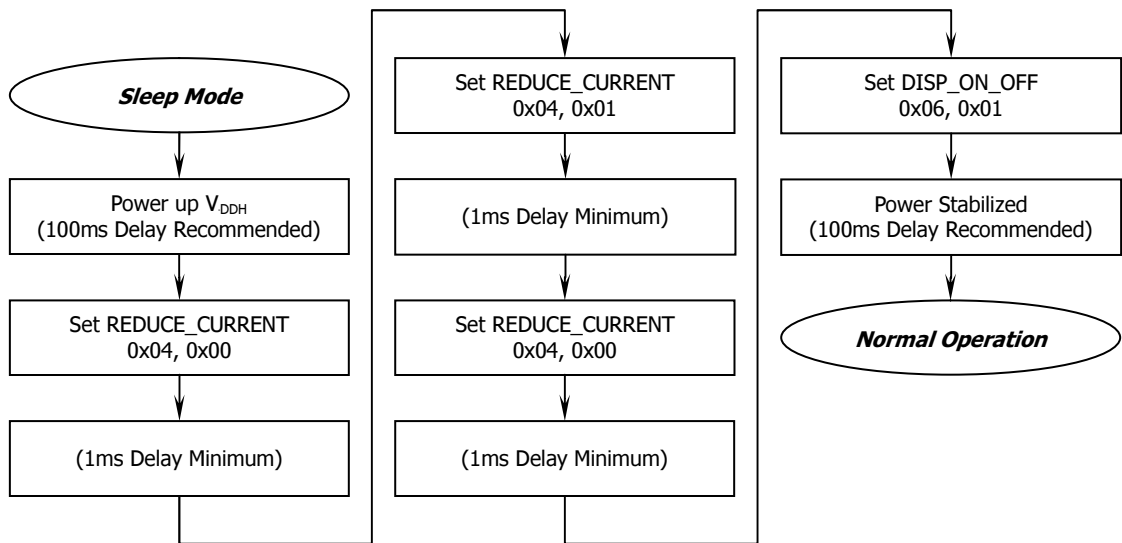 Sleep Mode
Power up VDDH
(100ms Delay Recommended)
Set REDUCE_CURRENT
0x04, 0x00
(1ms Delay Minimum)
Set REDUCE_CURRENT
0x04, 0x01
(1ms Delay Minimum)
Set REDUCE_CURRENT
0x04, 0x00
(1ms Delay Minimum)
Set DISP_ON_OFF
0x06, 0x01
Power Stabilized
(100ms Delay Recommended)
Normal Operation